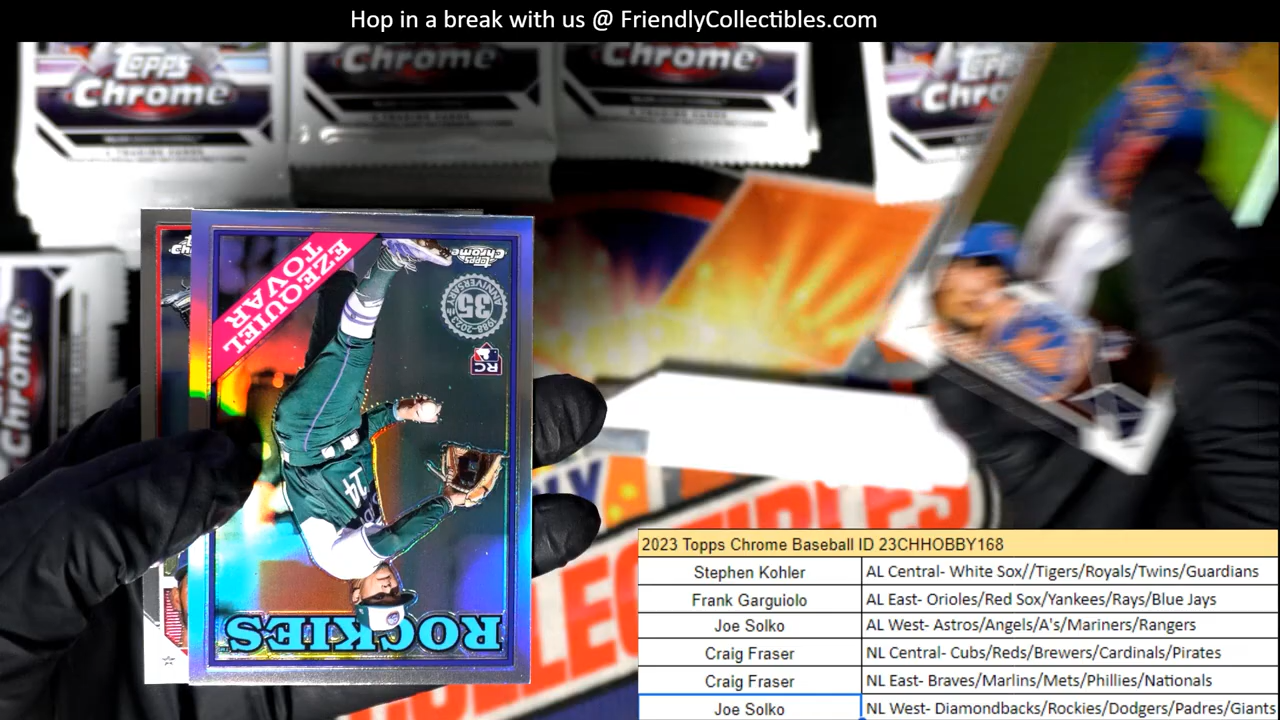 Hop in a break with us @ FriendlyCollectibles.com
Topps
Chrome
Chrome
Chrome
Topps
Chrome
EZEQUIEL
TOVAR
Topps
Chrome
35
ANNIVERSARY
1988-2023
RC
14
ROCKIES
2023 Topps Chrome Baseball ID 23CHHOBBY168
Stephen Kohler AL Central- White Sox//Tigers/Royals/Twins/Guardians
Frank Garguiolo AL East- Orioles/Red Sox/Yankees/Rays/Blue Jays
Joe Solko AL West- Astros/Angels/A's/Mariners/Rangers
Craig Fraser NL Central- Cubs/Reds/Brewers/Cardinals/Pirates
Craig Fraser NL East- Braves/Marlins/Mets/Phillies/Nationals
Joe Solko NL West- Diamondbacks/Rockies/Dodgers/Padres/Giants